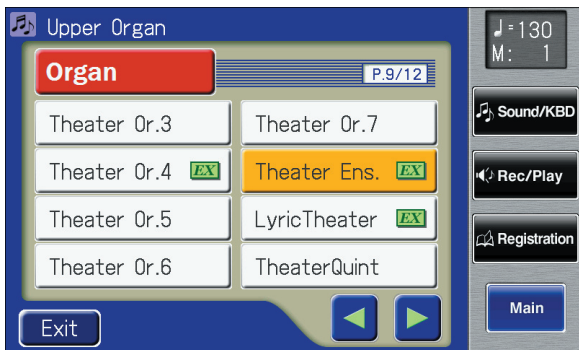 Upper Organ
Organ
P.9/12
Theater Or.3
Theater Or.7
Theater Or.4 EX
Theater Ens. EX
Theater Or.5
LyricTheater EX
Theater Or.6
TheaterQuint
Exit
♩=130
M: 1
Sound/KBD
Rec/Play
Registration
Main